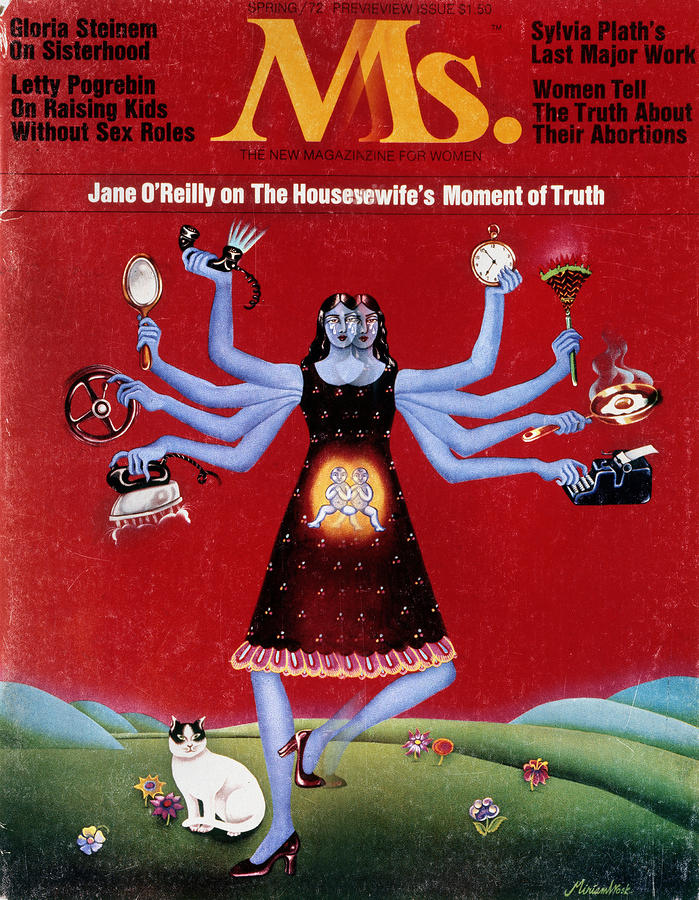 SPRING/72 PREVREVIEW ISSUE $1.50
Gloria Steinem
On Sisterhood
Letty Pogrebin
On Raising Kids
Without Sex Roles
Ms.
TM
Sylvia Plath's
Last Major Work
Women Tell
The Truth About
Their Abortions
THE NEW MAGAZINZINE FOR WOMEN
Jane O'Reilly on The Housesewife's Moment of Truth
Miriam Wosk